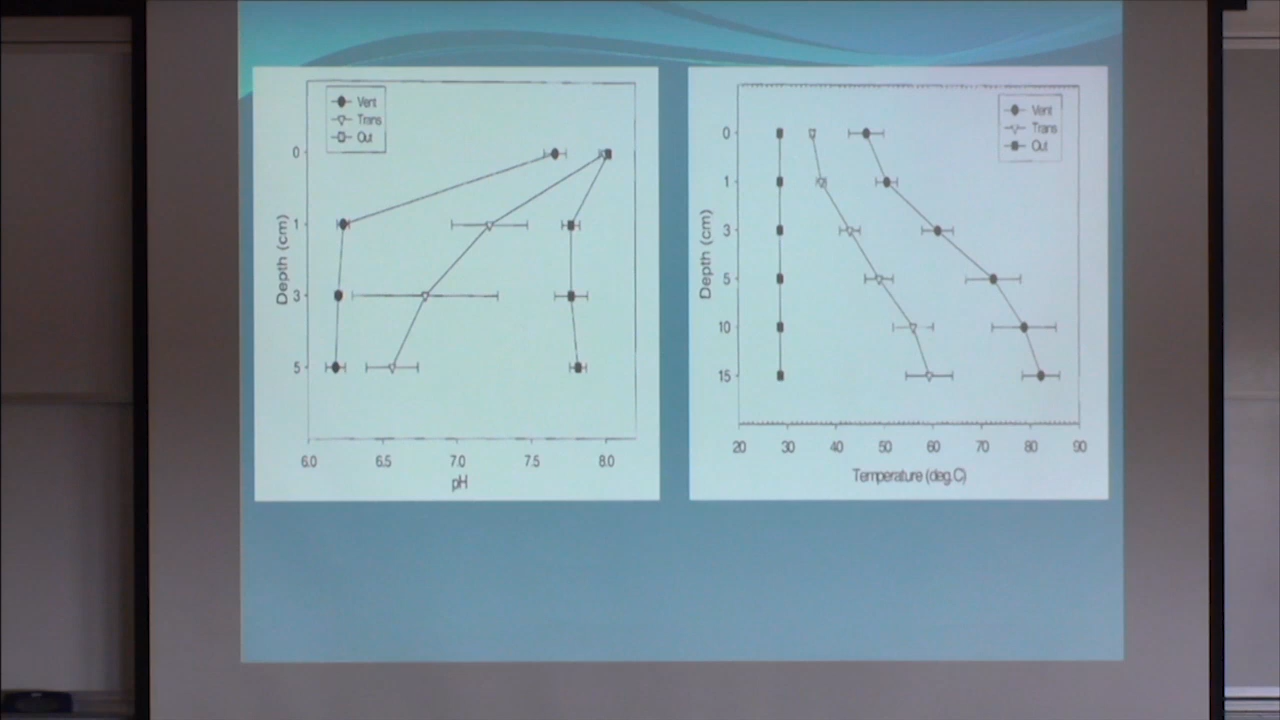 Vent
Trans
Out
0
1
3
5
Depth (cm)
6.0 6.5 7.0 7.5 8.0
pH
Vent
Trans
Out
0
1
3
5
10
15
Depth (cm)
20 30 40 50 60 70 80 90
Temperature (deg.C)